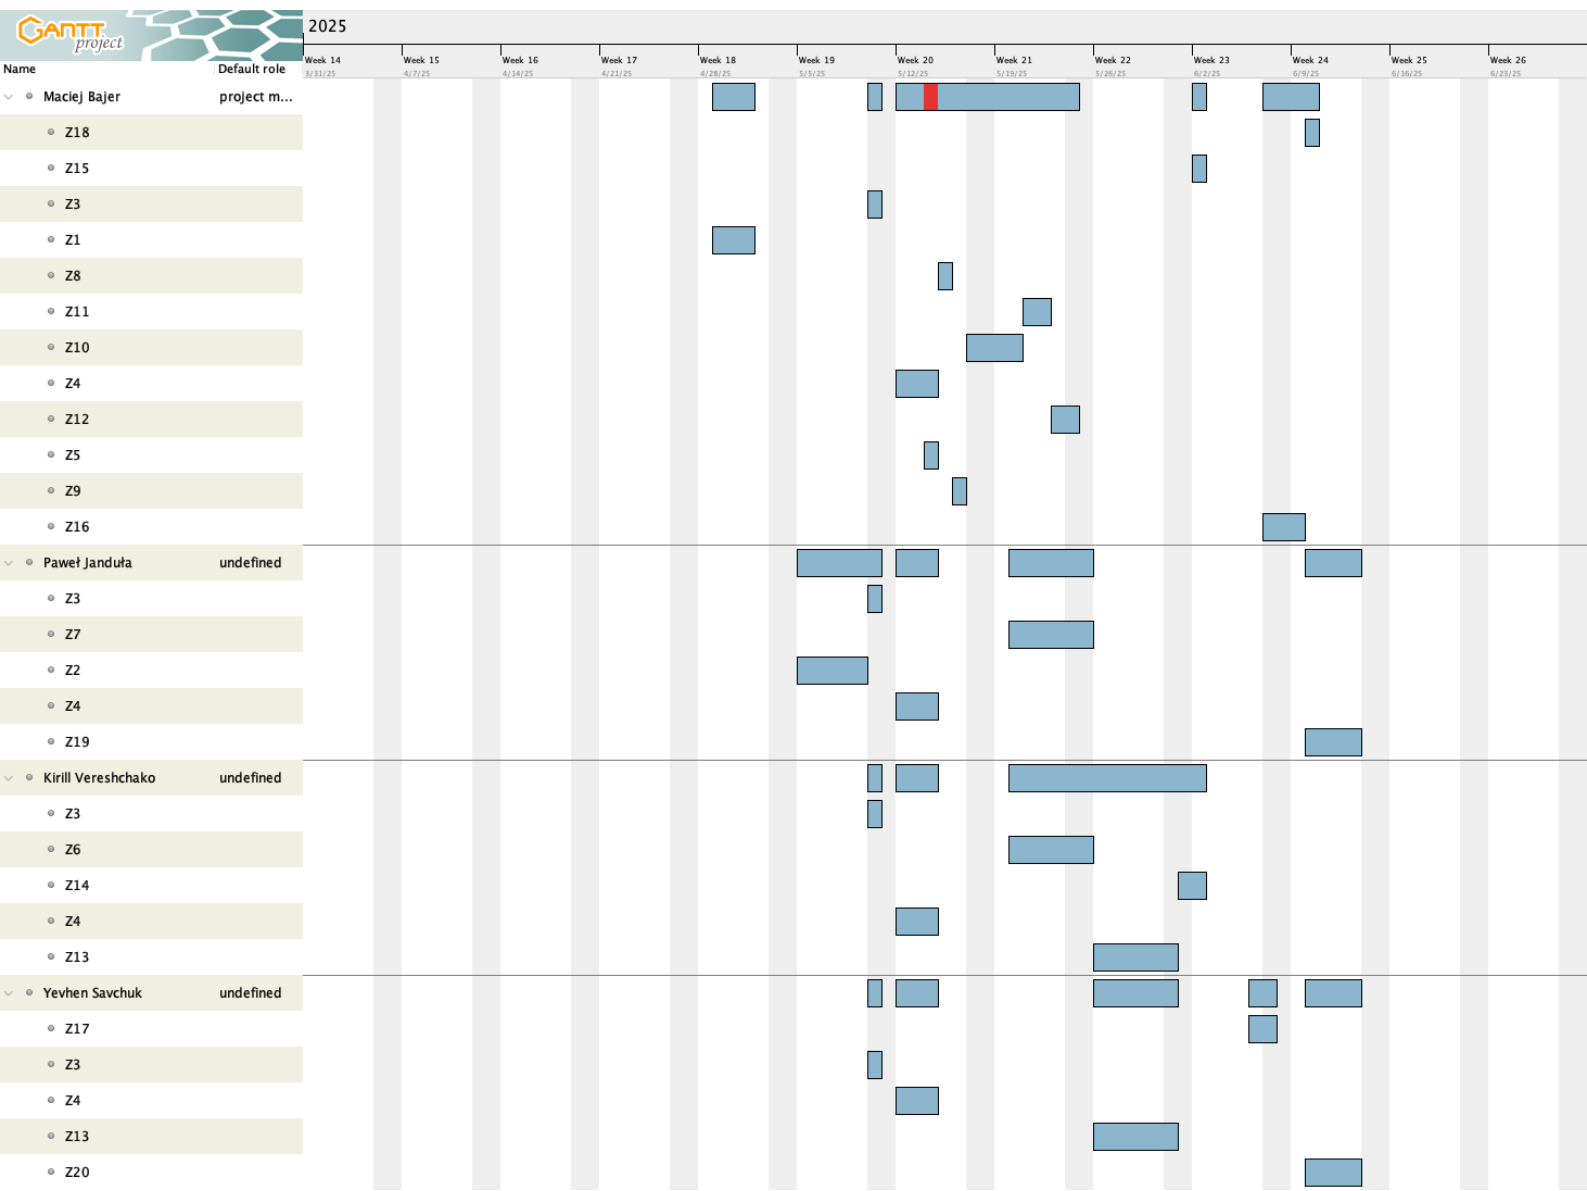 GANTT
project
2025
Week 14 Week 15 Week 16 Week 17 Week 18 Week 19 Week 20 Week 21 Week 22 Week 23 Week 24 Week 25 Week 26
3/31/25 4/7/25 4/14/25 4/21/25 4/28/25 5/5/25 5/12/25 5/19/25 5/26/25 6/2/25 6/9/25 6/16/25 6/23/25
Name Default role
Maciej Bajer project m...
Z18
Z15
Z3
Z1
Z8
Z11
Z10
Z4
Z12
Z5
Z9
Z16
Paweł Janduła undefined
Z3
Z7
Z2
Z4
Z19
Kirill Vereshchako undefined
Z3
Z6
Z14
Z4
Z13
Yevhen Savchuk undefined
Z17
Z3
Z4
Z13
Z20